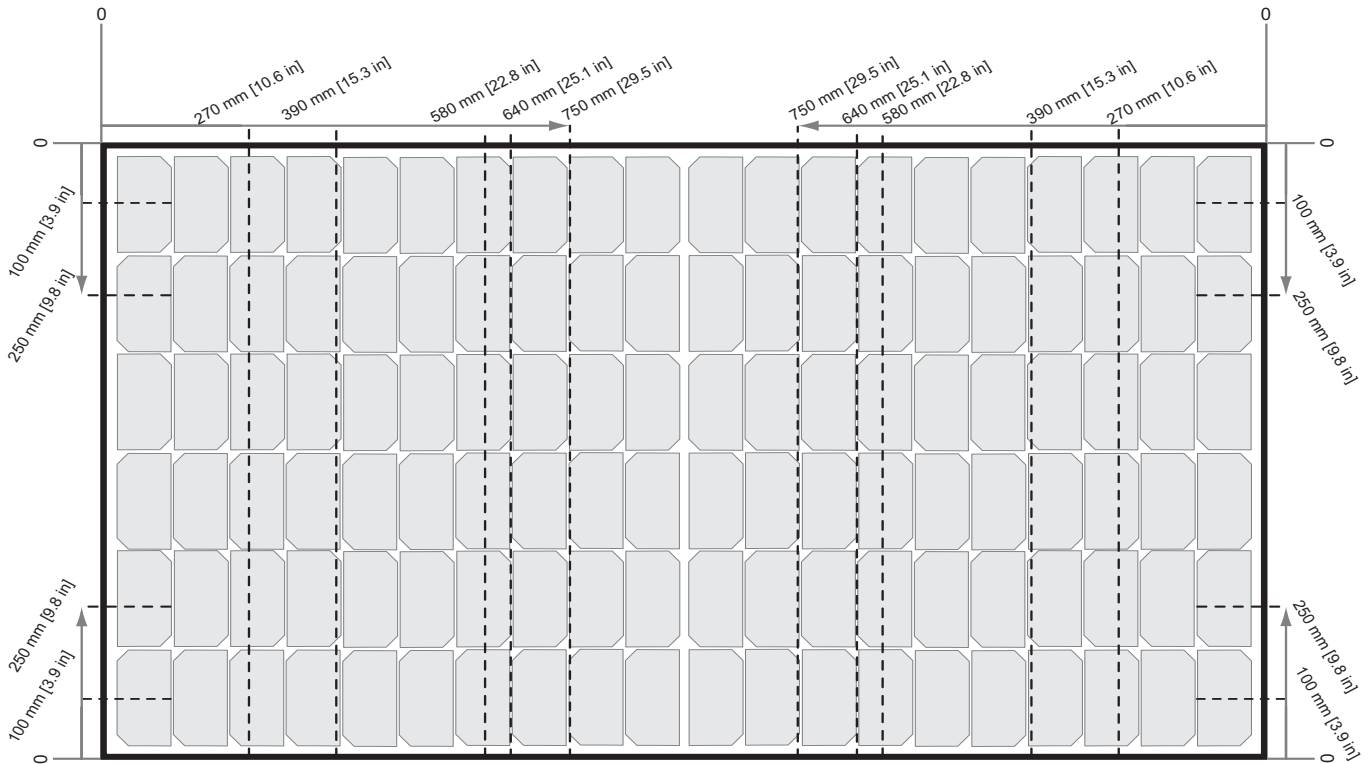 0
0
270 mm [10.6 in]
390 mm [15.3 in]
580 mm [22.8 in]
640 mm [25.1 in]
750 mm [29.5 in]
750 mm [29.5 in]
640 mm [25.1 in]
580 mm [22.8 in]
390 mm [15.3 in]
270 mm [10.6 in]
0
0
100 mm [3.9 in]
100 mm [3.9 in]
250 mm [9.8 in]
250 mm [9.8 in]
250 mm [9.8 in]
250 mm [9.8 in]
100 mm [3.9 in]
100 mm [3.9 in]
0
0